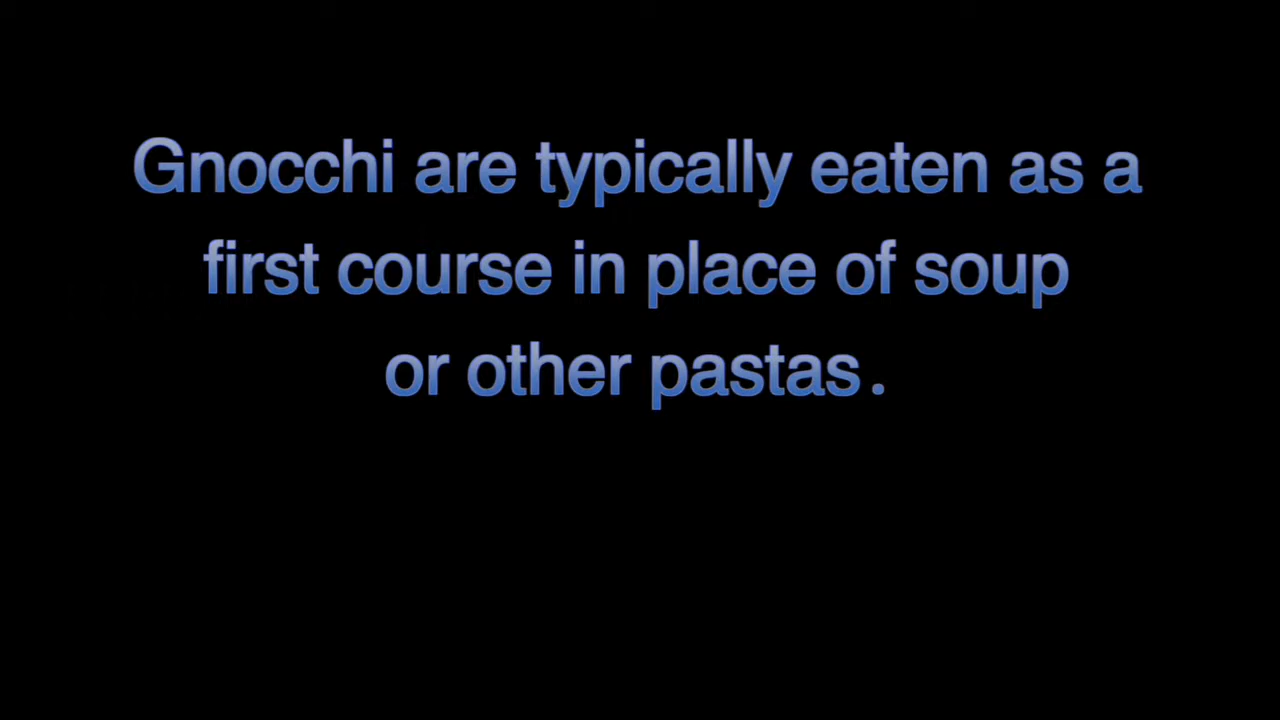 Gnocchi are typically eaten as a
first course in place of soup
or other pastas.